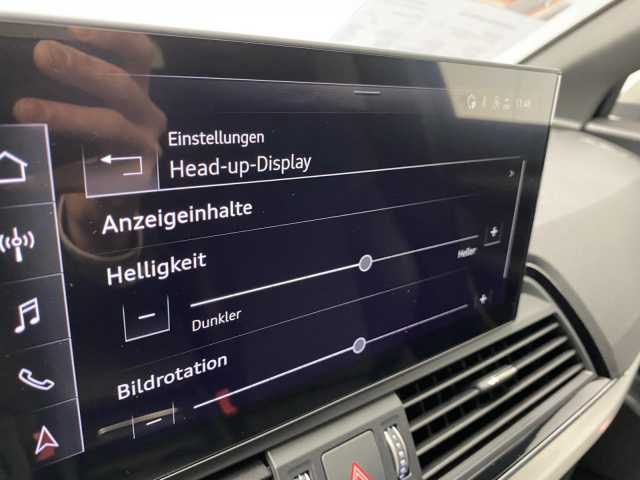 Einstellungen
Head-up-Display
Anzeigeinhalte
Helligkeit
Dunkler
Heller
Bildrotation